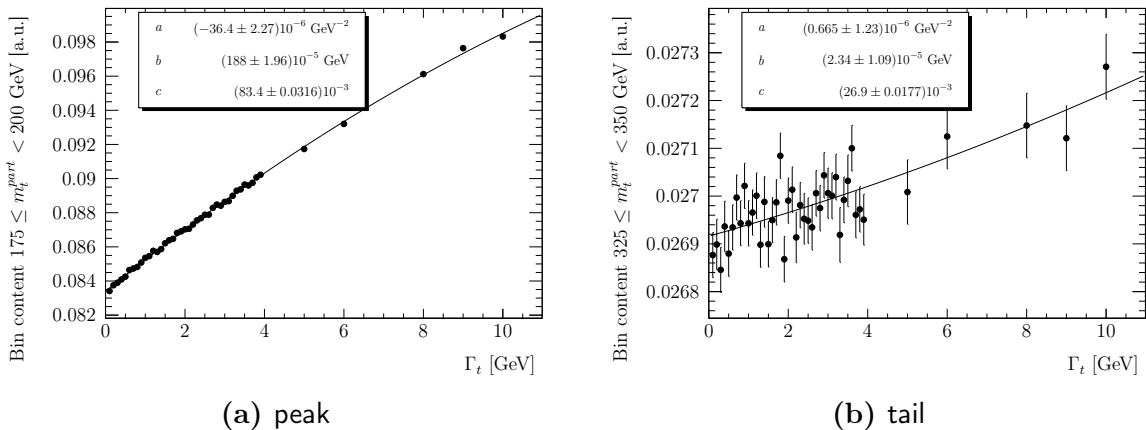 Bin content 175 ≤ m_t^{part} < 200 GeV [a.u.]
a (−36.4 ± 2.27)10⁻⁶ GeV⁻²
b (188 ± 1.96)10⁻⁵ GeV
c (83.4 ± 0.0316)10⁻³
0.098
0.096
0.094
0.092
0.09
0.088
0.086
0.084
0.082
0 2 4 6 8 10
Γ_t [GeV]
(a) peak
Bin content 325 ≤ m_t^{part} < 350 GeV [a.u.]
a (0.665 ± 1.23)10⁻⁶ GeV⁻²
b (2.34 ± 1.09)10⁻⁵ GeV
c (26.9 ± 0.0177)10⁻³
0.0273
0.0272
0.0271
0.027
0.0269
0.0268
0 2 4 6 8 10
Γ_t [GeV]
(b) tail